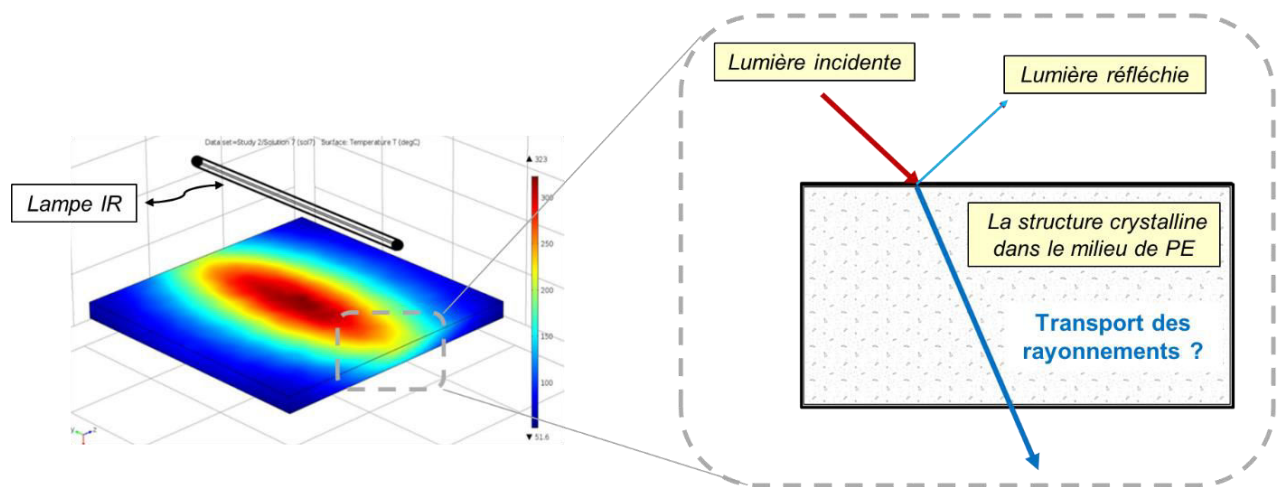 Lumière incidente
Lumière réfléchie
Data set=Study 2/Solution 7 (sol7) Surface: Temperature T (degC)
▲ 323
Lampe IR
300
250
200
150
100
▼ 51.6
y
z
La structure crystalline
dans le milieu de PE
Transport des
rayonnements ?